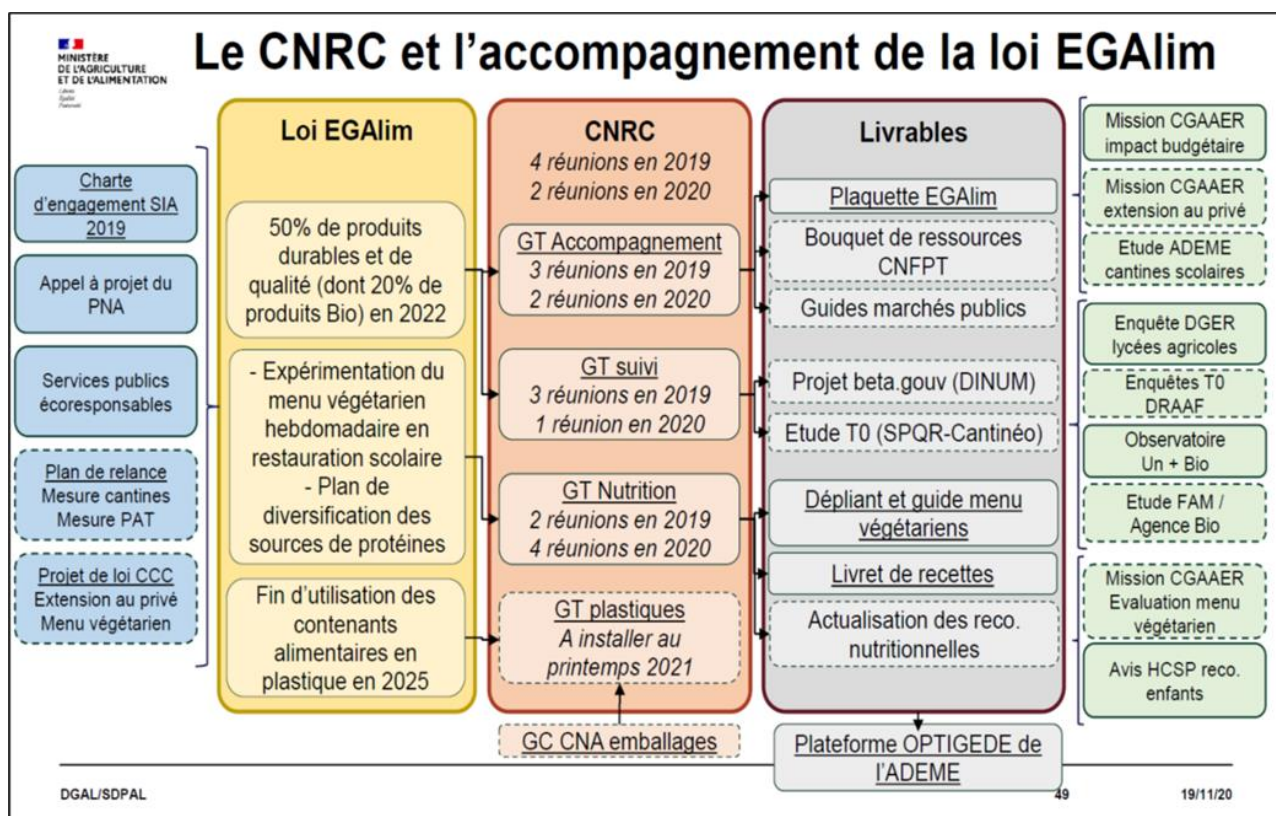 Le CNRC et l'accompagnement de la loi EGAlim
MINISTÈRE
DE L'AGRICULTURE
ET DE L'ALIMENTATION
Liberté
Égalité
Fraternité
Charte
d'engagement SIA
2019
Appel à projet du
PNA
Services publics
écoresponsables
Plan de relance
Mesure cantines
Mesure PAT
Projet de loi CCC
Extension au privé
Menu végétarien
Loi EGAlim
50% de produits
durables et de
qualité (dont 20% de
produits Bio) en 2022
- Expérimentation du
menu végétarien
hebdomadaire en
restauration scolaire
- Plan de
diversification des
sources de protéines
Fin d'utilisation des
contenants
alimentaires en
plastique en 2025
CNRC
4 réunions en 2019
2 réunions en 2020
GT Accompagnement
3 réunions en 2019
2 réunions en 2020
GT suivi
3 réunions en 2019
1 réunion en 2020
GT Nutrition
2 réunions en 2019
4 réunions en 2020
GT plastiques
A installer au
printemps 2021
GC CNA emballages
Livrables
Plaquette EGAlim
Bouquet de ressources
CNFPT
Guides marchés publics
Projet beta.gouv (DINUM)
Etude T0 (SPQR-Cantinéo)
Dépliant et guide menu
végétariens
Livret de recettes
Actualisation des reco.
nutritionnelles
Plateforme OPTIGEDE de
l'ADEME
Mission CGAAER
impact budgétaire
Mission CGAAER
extension au privé
Etude ADEME
cantines scolaires
Enquête DGER
lycées agricoles
Enquêtes T0
DRAAF
Observatoire
Un + Bio
Etude FAM /
Agence Bio
Mission CGAAER
Evaluation menu
végétarien
Avis HCSP reco.
enfants
DGAL/SDPAL
49
19/11/20